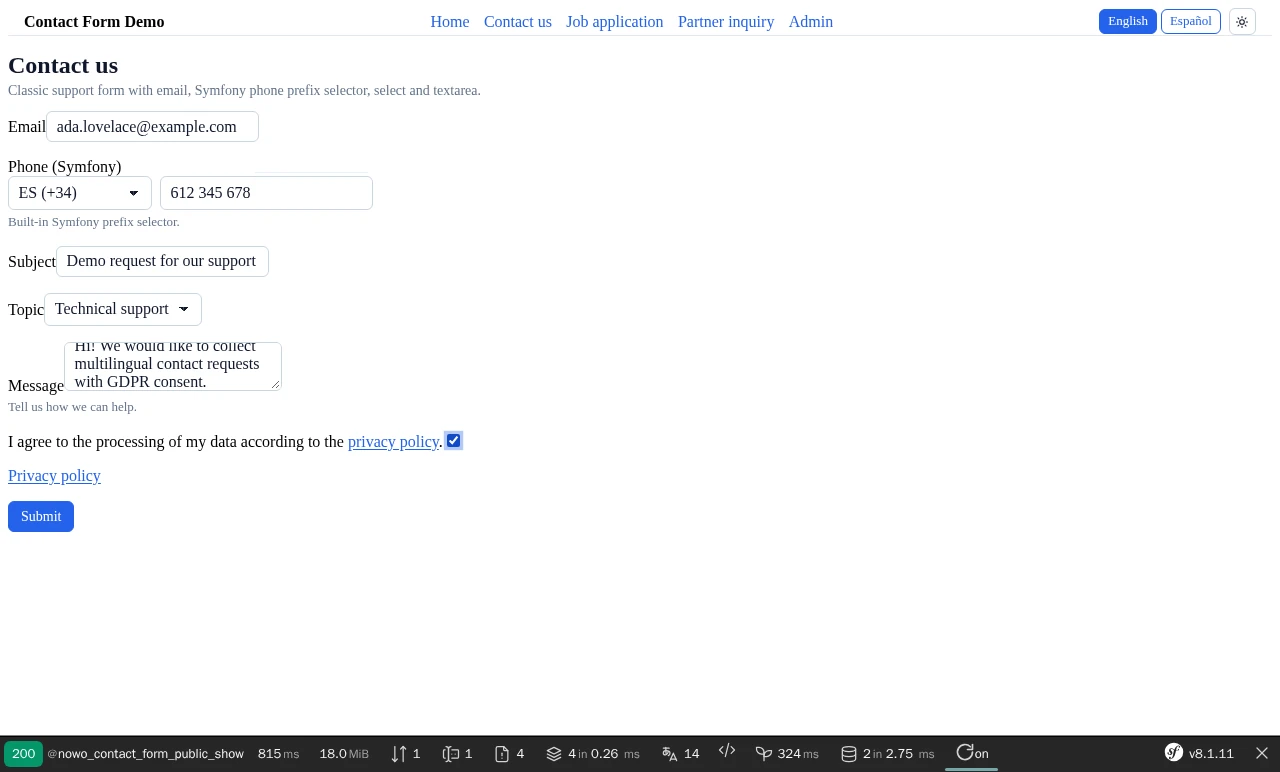 Contact Form Demo Home Contact us Job application Partner inquiry Admin English Español
Contact us
Classic support form with email, Symfony phone prefix selector, select and textarea.
Email ada.lovelace@example.com
Phone (Symfony)
ES (+34) 612 345 678
Built-in Symfony prefix selector.
Subject Demo request for our support
Topic Technical support
Hi! We would like to collect
multilingual contact requests
Message with GDPR consent.
Tell us how we can help.
I agree to the processing of my data according to the privacy policy.
Privacy policy
Submit
200 @nowo_contact_form_public_show 815 ms 18.0 MiB 1 1 4 4 in 0.26 ms 14 324 ms 2 in 2.75 ms on sf v8.1.11